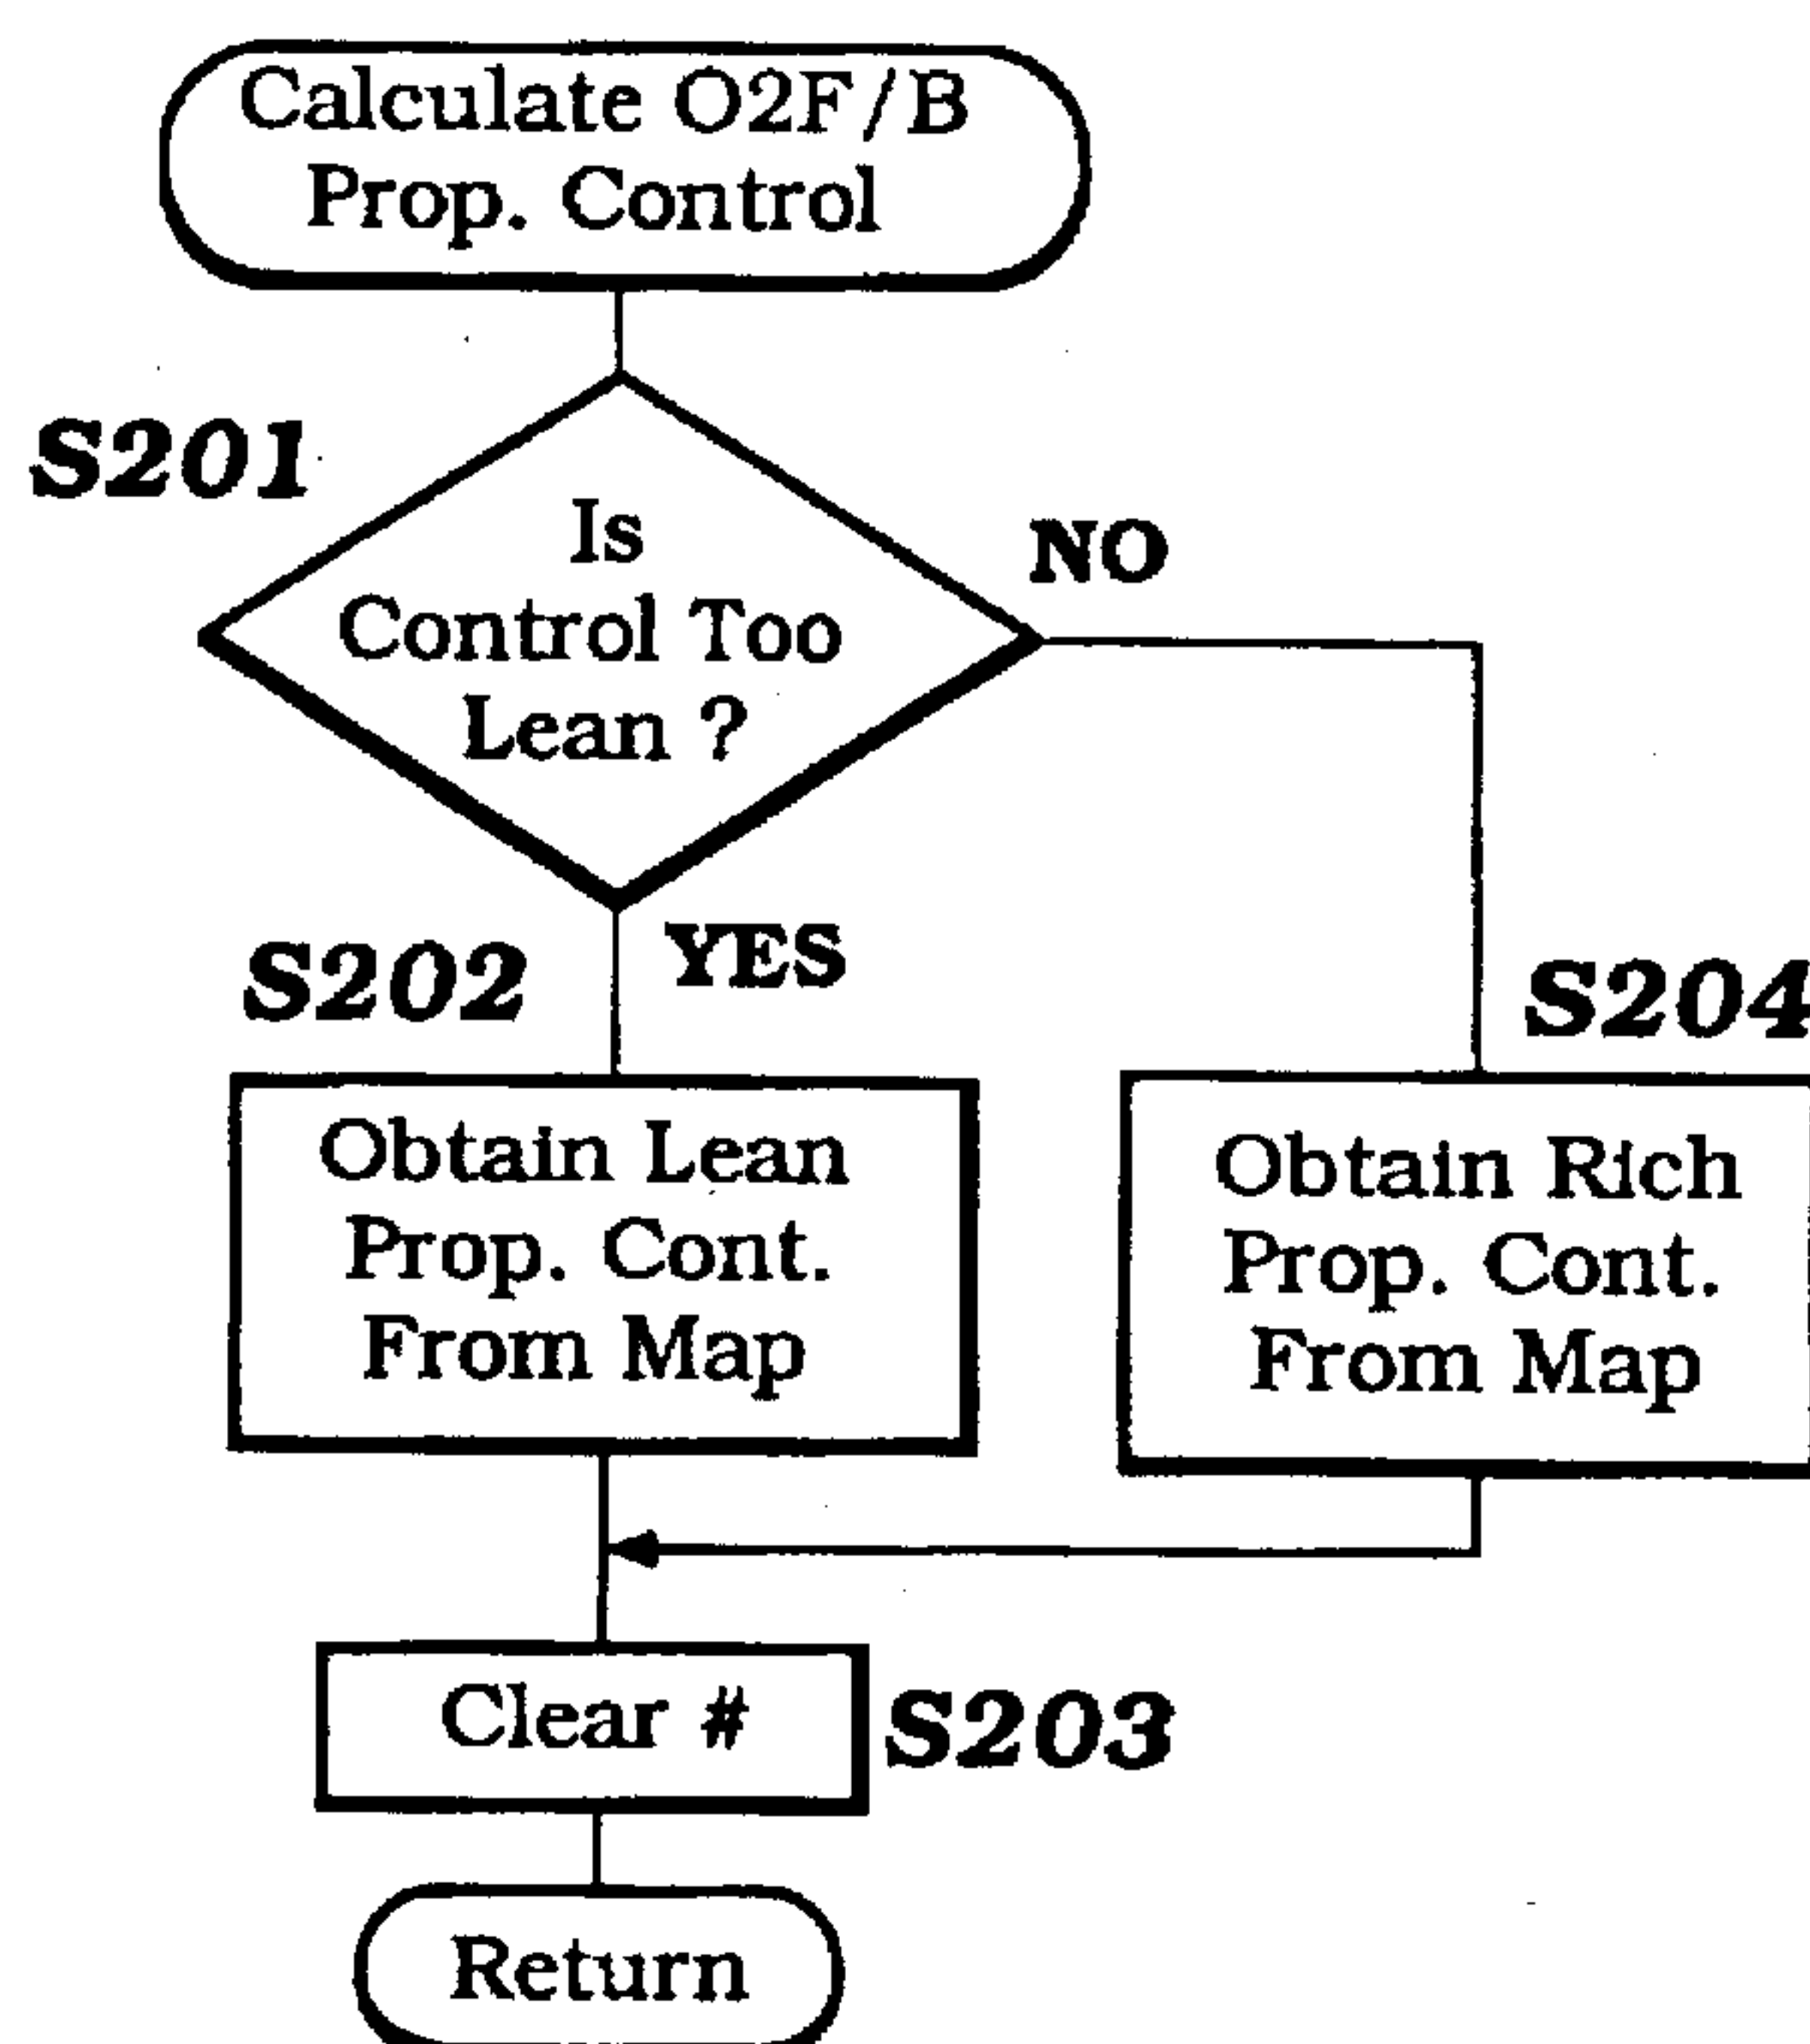 Calculate O2F/B
Prop. Control
S201
Is
Control Too
Lean ?
NO
YES
S202
S204
Obtain Lean
Prop. Cont.
From Map
Obtain Rich
Prop. Cont.
From Map
Clear #
S203
Return